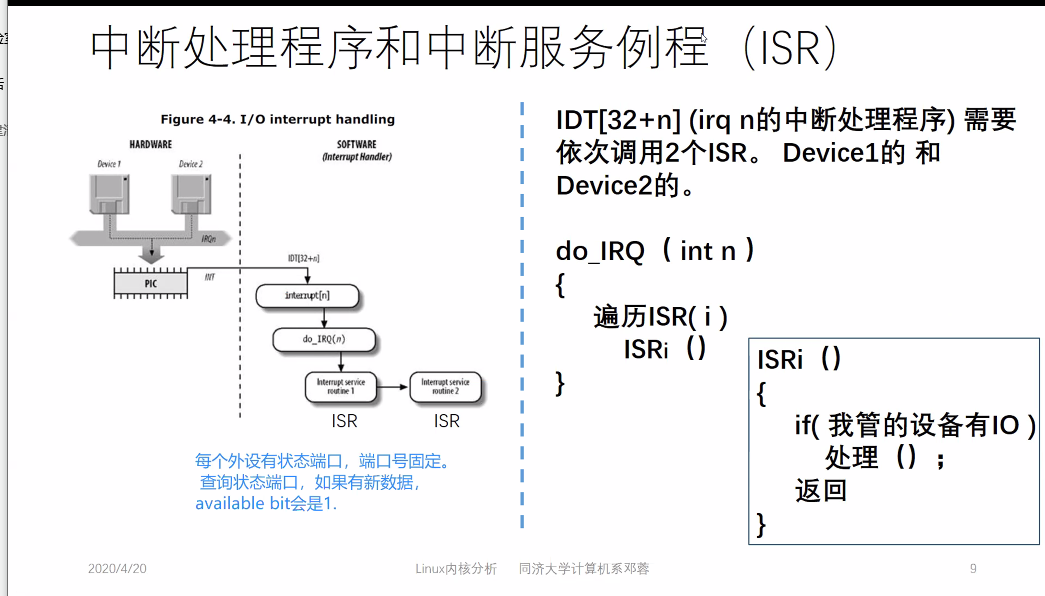 中断处理程序和中断服务例程（ISR）
Figure 4-4. I/O interrupt handling
HARDWARE
SOFTWARE
(Interrupt Handler)
Device 1
Device 2
IRQn
PIC
INT
IDT[32+n]
interrupt[n]
do_IRQ(n)
Interrupt service
routine 1
Interrupt service
routine 2
ISR
ISR
每个外设有状态端口，端口号固定。
查询状态端口，如果有新数据，
available bit会是1.
IDT[32+n] (irq n的中断处理程序) 需要
依次调用2个ISR。 Device1的 和
Device2的。
do_IRQ （ int n ）
{
遍历ISR( i )
ISRi （）
}
ISRi （）
{
if( 我管的设备有IO )
处理（）；
返回
}
2020/4/20
Linux内核分析 同济大学计算机系邓蓉
9